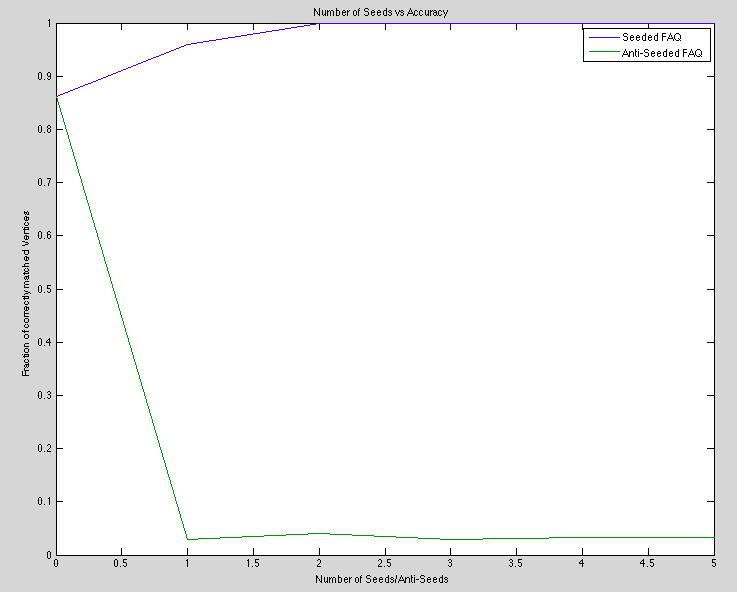 Number of Seeds vs Accuracy
Seeded FAQ
Anti-Seeded FAQ
Fraction of correctly matched Vertices
1
0.9
0.8
0.7
0.6
0.5
0.4
0.3
0.2
0.1
0
0 0.5 1 1.5 2 2.5 3 3.5 4 4.5 5
Number of Seeds/Anti-Seeds